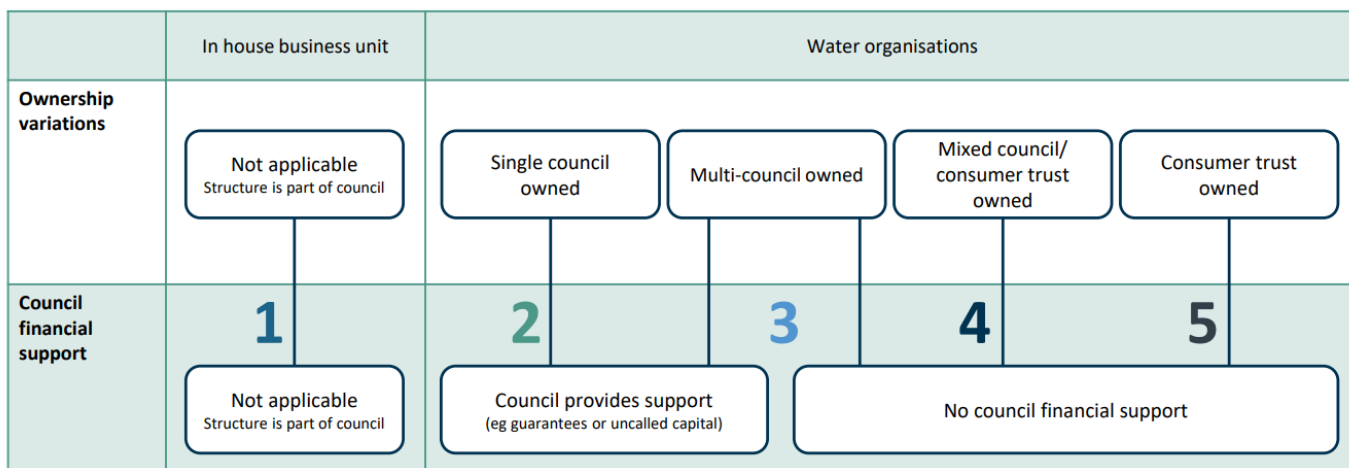 In house business unit
Water organisations
Ownership
variations
Not applicable
Structure is part of council
Single council
owned
Multi-council owned
Mixed council/
consumer trust
owned
Consumer trust
owned
Council
financial
support
1
2
3
4
5
Not applicable
Structure is part of council
Council provides support
(eg guarantees or uncalled capital)
No council financial support